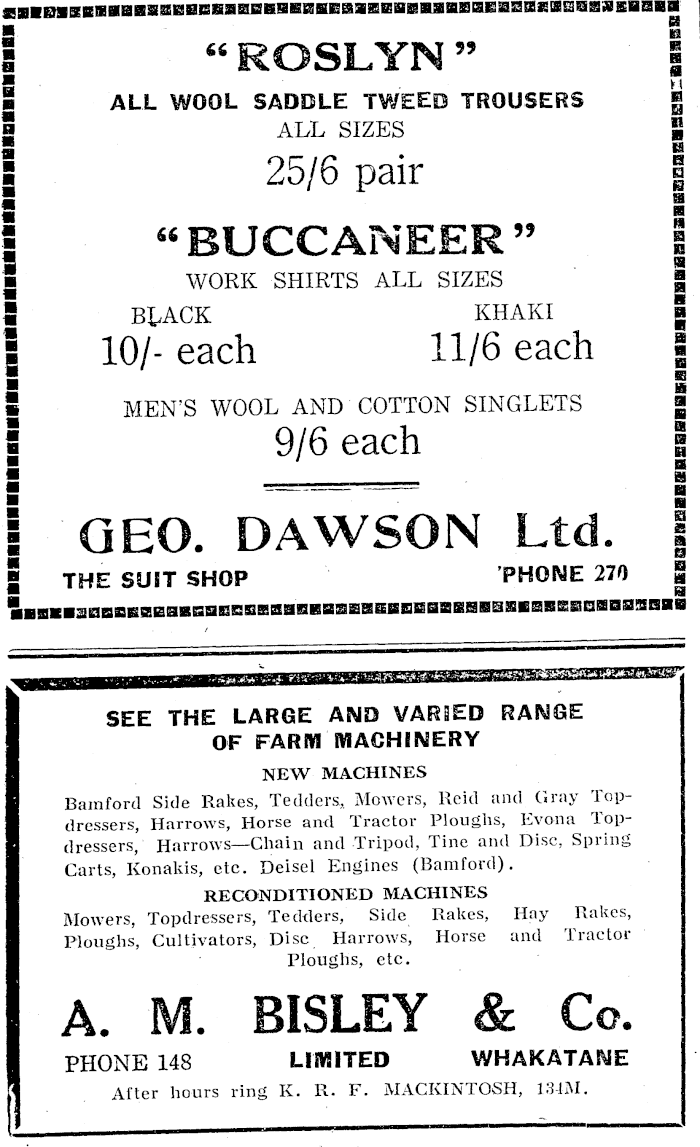 "ROSLYN"
ALL WOOL SADDLE TWEED TROUSERS
ALL SIZES
25/6 pair
"BUCCANEER"
WORK SHIRTS ALL SIZES
BLACK KHAKI
10/- each 11/6 each
MEN'S WOOL AND COTTON SINGLETS
9/6 each
GEO. DAWSON Ltd.
THE SUIT SHOP 'PHONE 270
SEE THE LARGE AND VARIED RANGE
OF FARM MACHINERY
NEW MACHINES
Bamford Side Rakes, Tedders, Mowers, Reid and Gray Top-
dressers, Harrows, Horse and Tractor Ploughs, Evona Top-
dressers, Harrows—Chain and Tripod, Tine and Disc, Spring
Carts, Konakis, etc. Deisel Engines (Bamford).
RECONDITIONED MACHINES
Mowers, Topdressers, Tedders, Side Rakes, Hay Rakes,
Ploughs, Cultivators, Disc Harrows, Horse and Tractor
Ploughs, etc.
A. M. BISLEY & Co.
PHONE 148 LIMITED WHAKATANE
After hours ring K. R. F. MACKINTOSH, 134M.